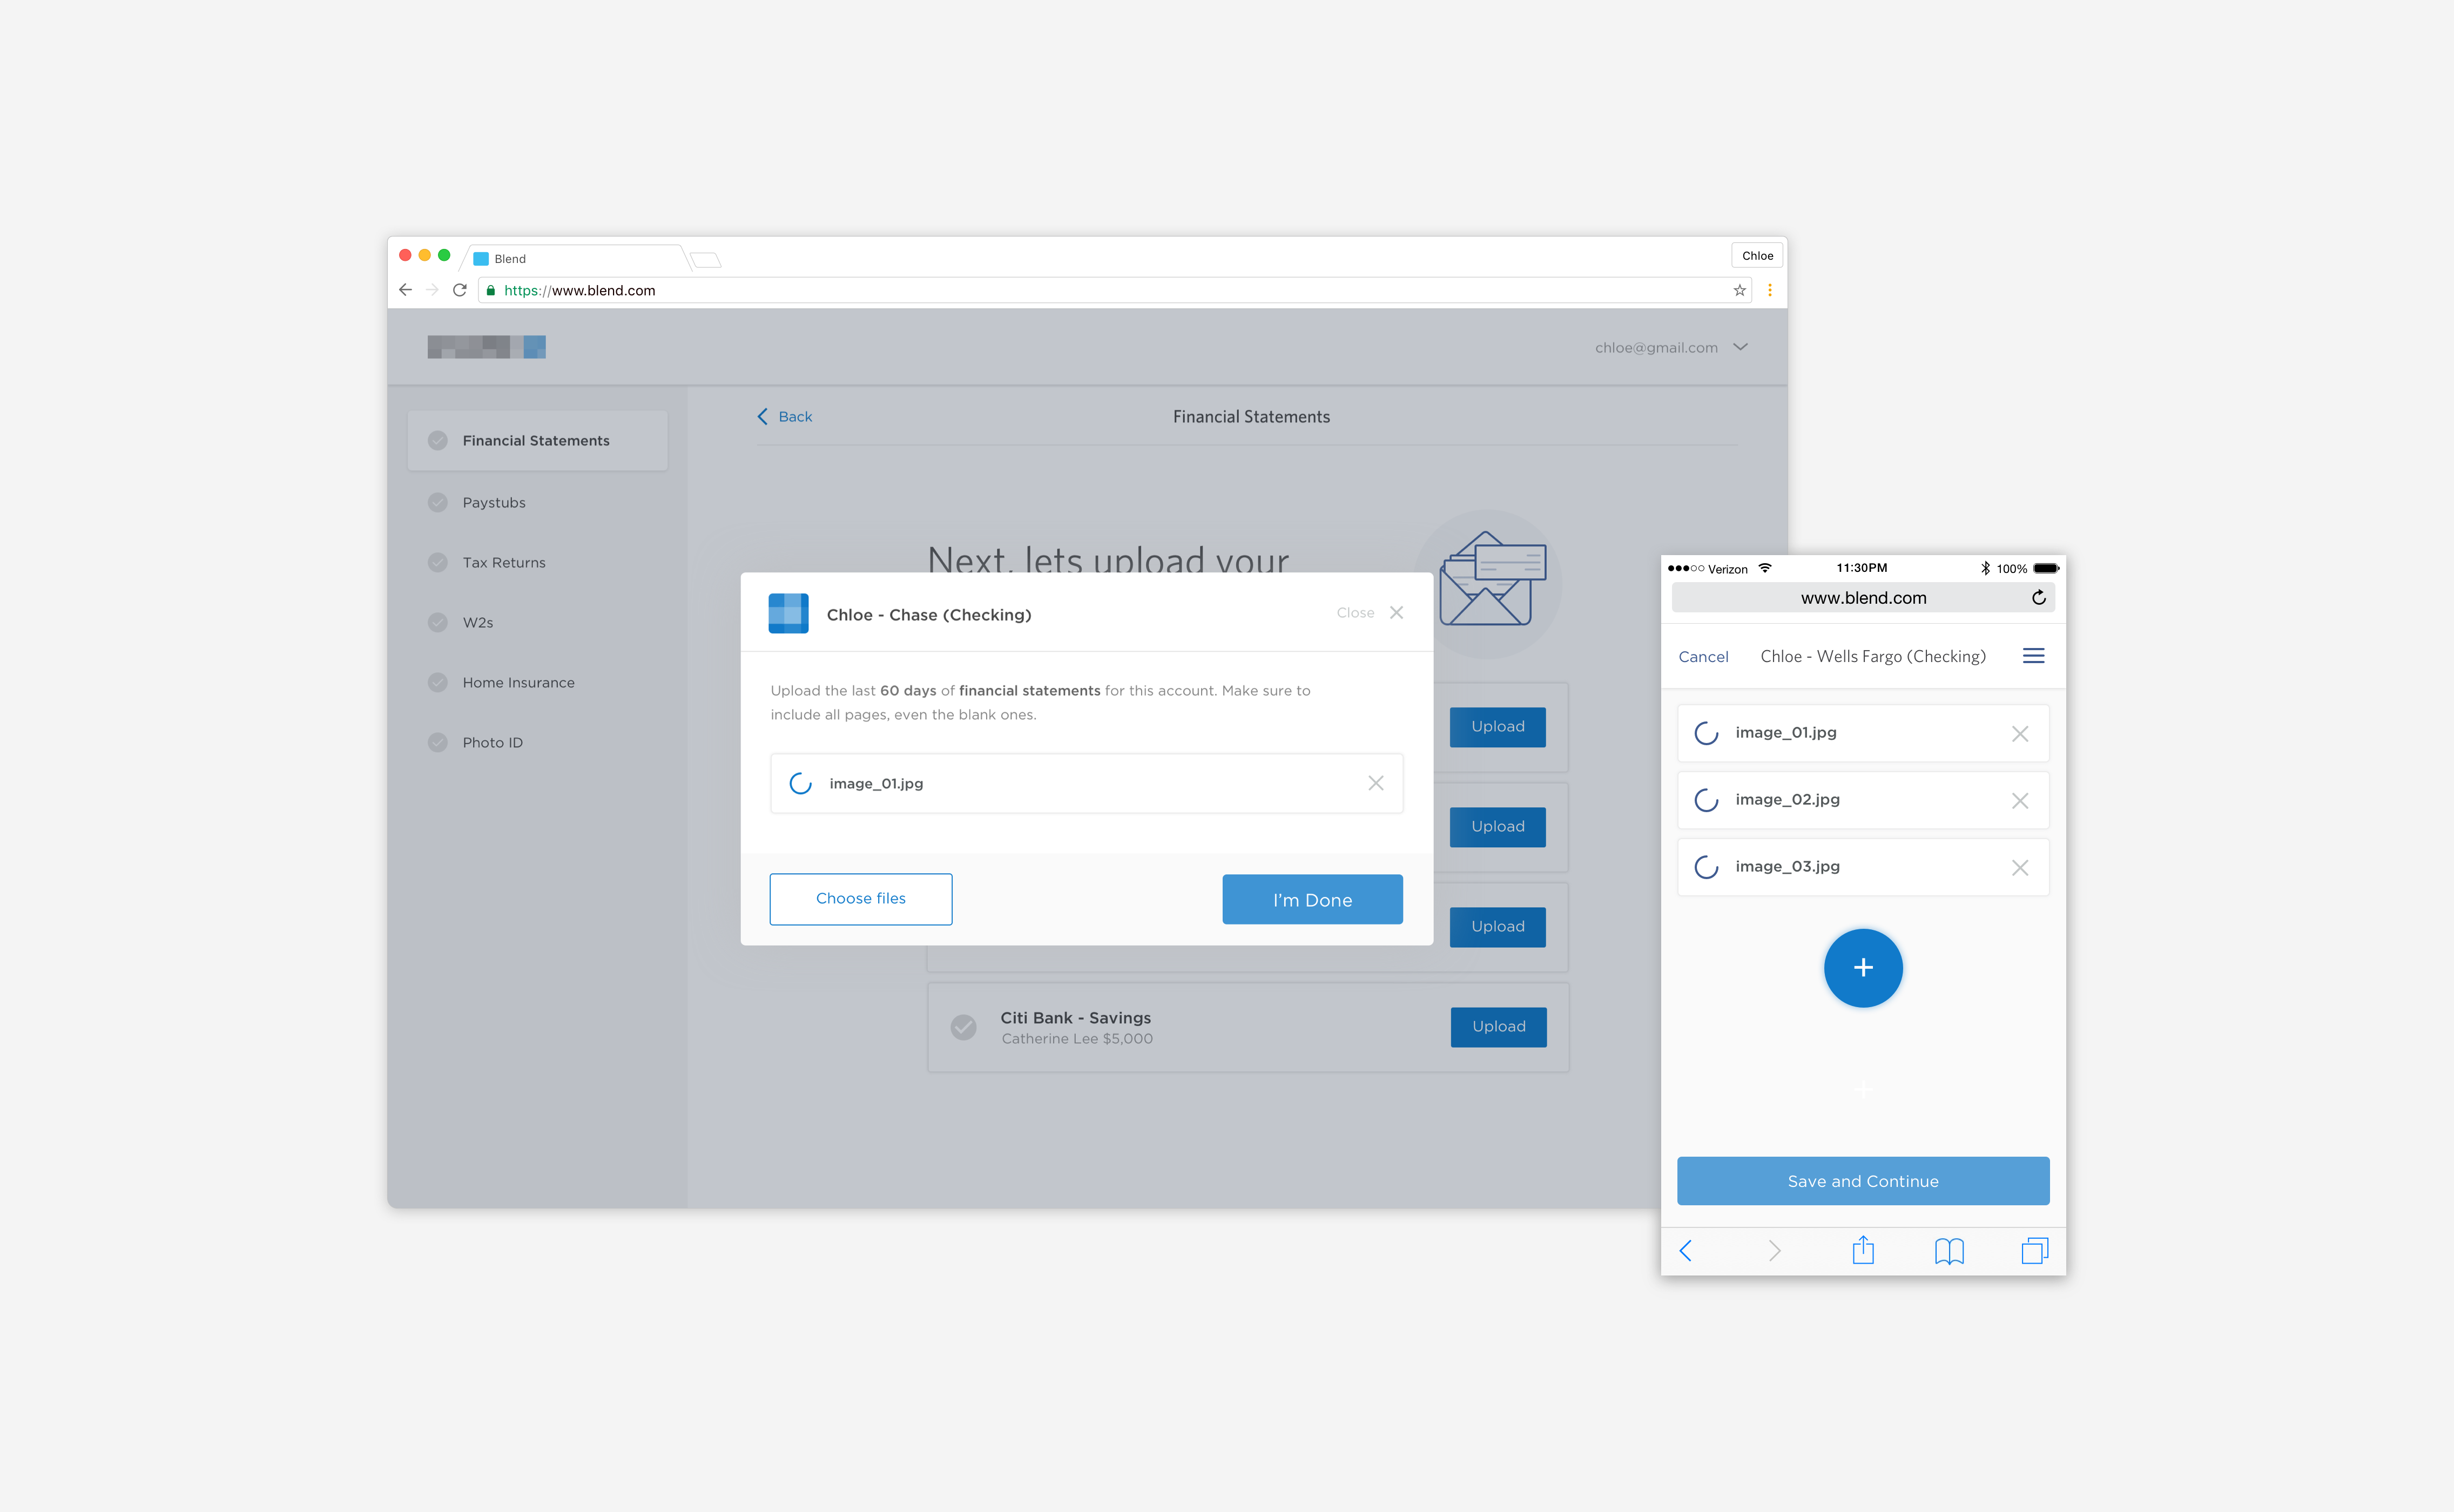 Blend
Chloe
https://www.blend.com
chloe@gmail.com
Back
Financial Statements
Financial Statements
Paystubs
Tax Returns
W2s
Home Insurance
Photo ID
Next, lets upload your
Chloe - Chase (Checking)
Close
Upload the last 60 days of financial statements for this account. Make sure to
include all pages, even the blank ones.
image_01.jpg
Choose files
I'm Done
Upload
Upload
Upload
Citi Bank - Savings
Catherine Lee $5,000
Upload
Verizon
11:30PM
100%
www.blend.com
Cancel
Chloe - Wells Fargo (Checking)
image_01.jpg
image_02.jpg
image_03.jpg
+
Save and Continue